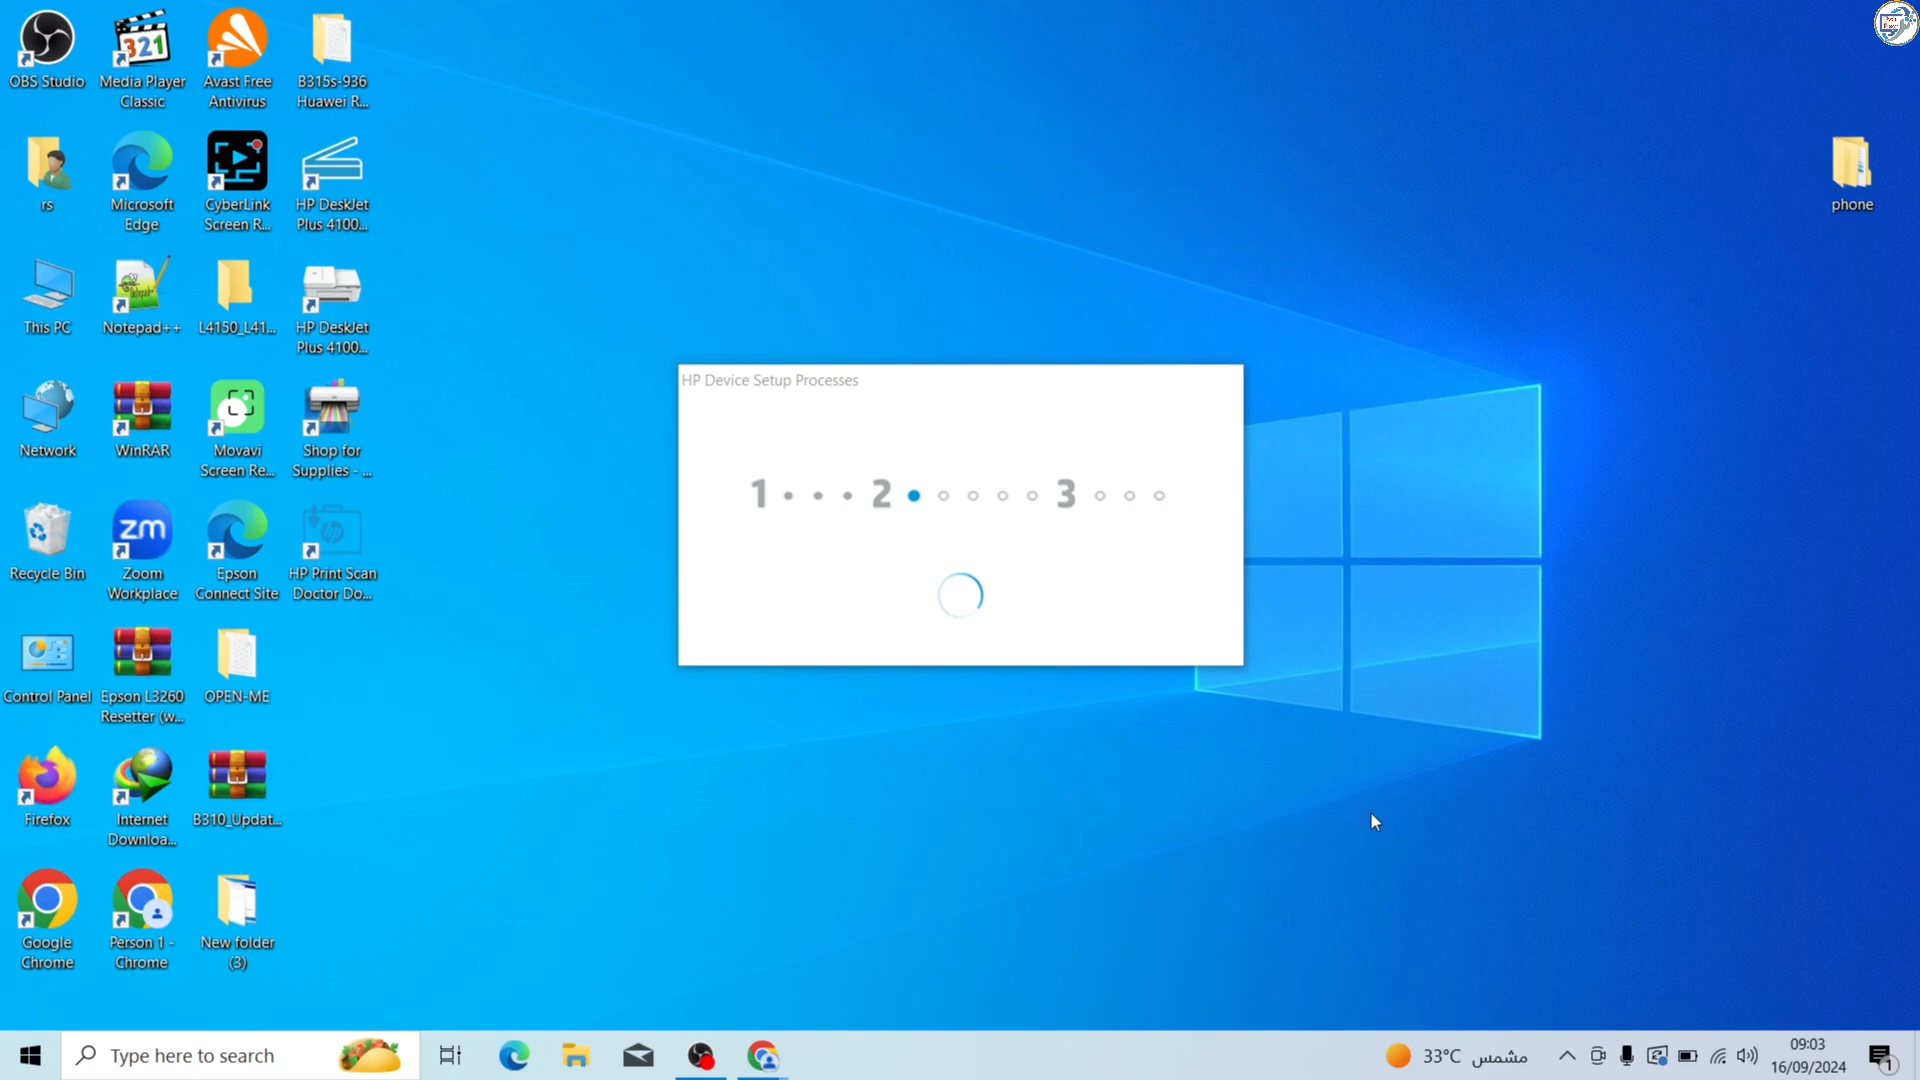 OBS Studio
Media Player
Classic
Avast Free
Antivirus
B315s-936
Huawei R...
rs
Microsoft
Edge
CyberLink
Screen R...
HP DeskJet
Plus 4100...
phone
This PC
Notepad++
L4150_L41...
HP DeskJet
Plus 4100...
HP Device Setup Processes
1 2 3
Network
WinRAR
Movavi
Screen Re...
Shop for
Supplies - ...
Recycle Bin
zm
Zoom
Workplace
Epson
Connect Site
HP Print Scan
Doctor Do...
Control Panel
Epson L3260
Resetter (w...
OPEN-ME
Firefox
Internet
Downloa...
B310_Updat...
Google
Chrome
Person 1 -
Chrome
New folder
(3)
Type here to search
33°C مشمس
09:03
16/09/2024
1